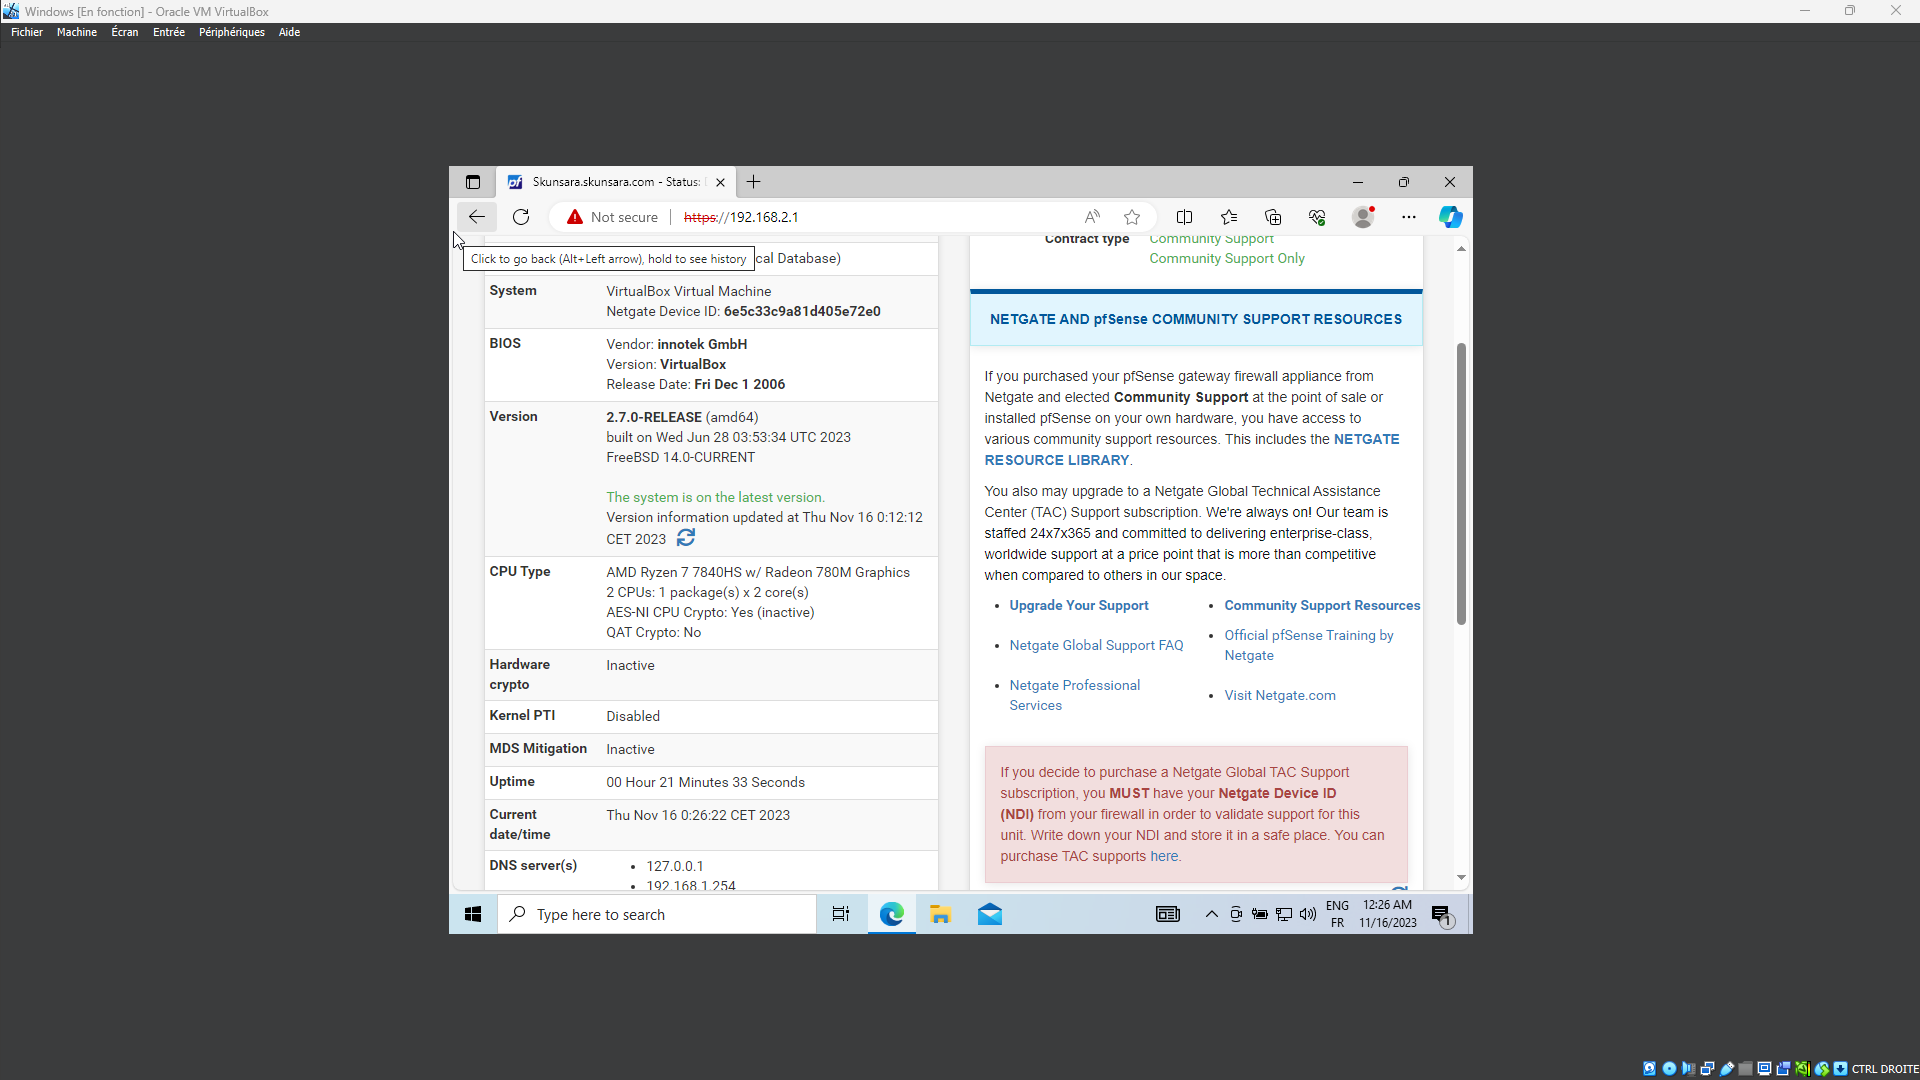 Windows [En fonction] - Oracle VM VirtualBox
Fichier Machine Écran Entrée Périphériques Aide
Skunsara.skunsara.com - Status:
Not secure https://192.168.2.1
Click to go back (Alt+Left arrow), hold to see history
cal Database)
System VirtualBox Virtual Machine
Netgate Device ID: 6e5c33c9a81d405e72e0
BIOS Vendor: innotek GmbH
Version: VirtualBox
Release Date: Fri Dec 1 2006
Version 2.7.0-RELEASE (amd64)
built on Wed Jun 28 03:53:34 UTC 2023
FreeBSD 14.0-CURRENT
The system is on the latest version.
Version information updated at Thu Nov 16 0:12:12
CET 2023
CPU Type AMD Ryzen 7 7840HS w/ Radeon 780M Graphics
2 CPUs: 1 package(s) x 2 core(s)
AES-NI CPU Crypto: Yes (inactive)
QAT Crypto: No
Hardware crypto Inactive
Kernel PTI Disabled
MDS Mitigation Inactive
Uptime 00 Hour 21 Minutes 33 Seconds
Current date/time Thu Nov 16 0:26:22 CET 2023
DNS server(s) • 127.0.0.1
• 192.168.1.254
Contract type Community Support
Community Support Only
NETGATE AND pfSense COMMUNITY SUPPORT RESOURCES
If you purchased your pfSense gateway firewall appliance from
Netgate and elected Community Support at the point of sale or
installed pfSense on your own hardware, you have access to
various community support resources. This includes the NETGATE
RESOURCE LIBRARY.
You also may upgrade to a Netgate Global Technical Assistance
Center (TAC) Support subscription. We're always on! Our team is
staffed 24x7x365 and committed to delivering enterprise-class,
worldwide support at a price point that is more than competitive
when compared to others in our space.
• Upgrade Your Support
• Netgate Global Support FAQ
• Netgate Professional
Services
• Community Support Resources
• Official pfSense Training by
Netgate
• Visit Netgate.com
If you decide to purchase a Netgate Global TAC Support
subscription, you MUST have your Netgate Device ID
(NDI) from your firewall in order to validate support for this
unit. Write down your NDI and store it in a safe place. You can
purchase TAC supports here.
Type here to search
ENG
FR
12:26 AM
11/16/2023
1
CTRL DROITE